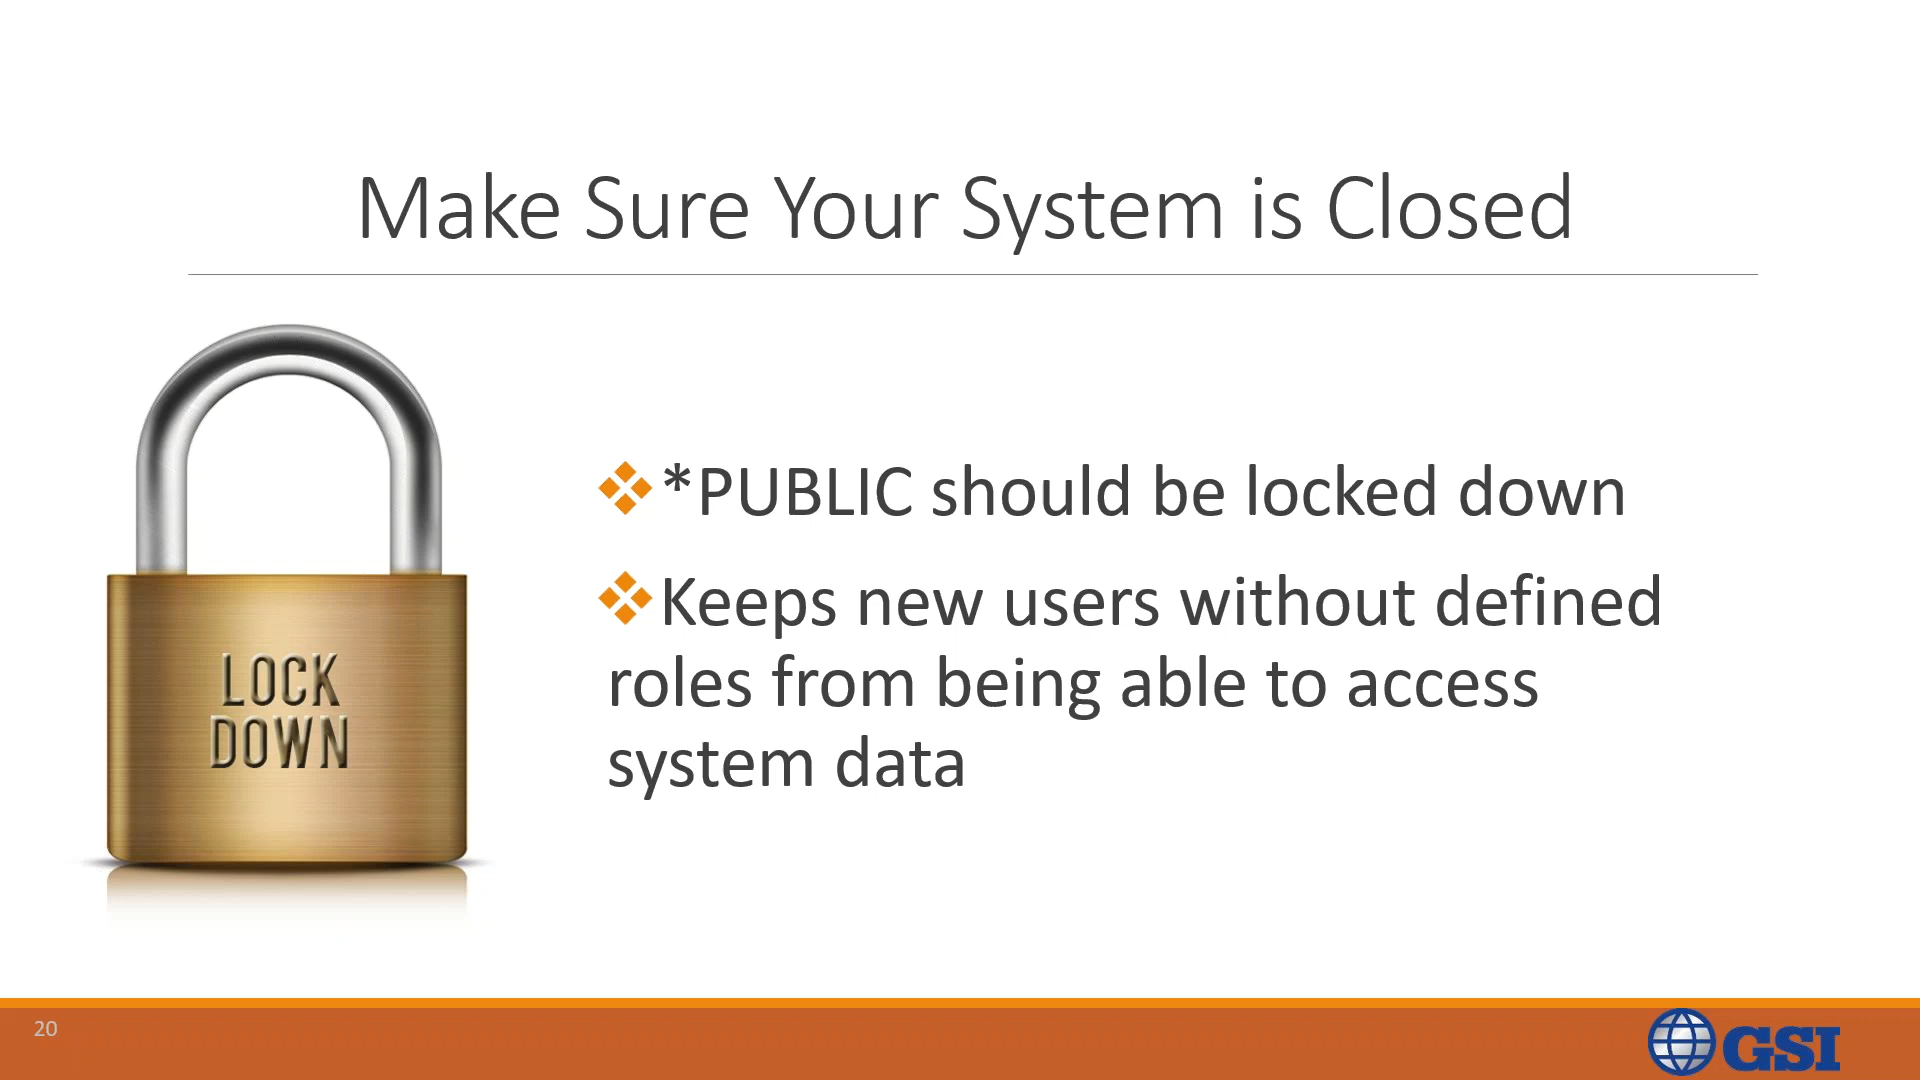 Make Sure Your System is Closed
LOCK
DOWN
❖*PUBLIC should be locked down
❖Keeps new users without defined
roles from being able to access
system data
20
GSI